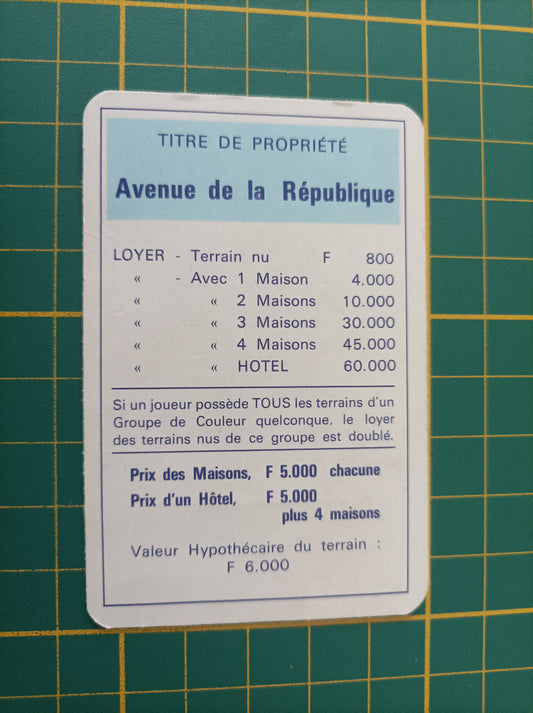 TITRE DE PROPRIÉTÉ
Avenue de la République
LOYER - Terrain nu F 800
« - Avec 1 Maison 4.000
« « 2 Maisons 10.000
« « 3 Maisons 30.000
« « 4 Maisons 45.000
« « HOTEL 60.000
Si un joueur possède TOUS les terrains d'un
Groupe de Couleur quelconque, le loyer
des terrains nus de ce groupe est doublé.
Prix des Maisons, F 5.000 chacune
Prix d'un Hôtel, F 5.000
plus 4 maisons
Valeur Hypothécaire du terrain :
F 6.000